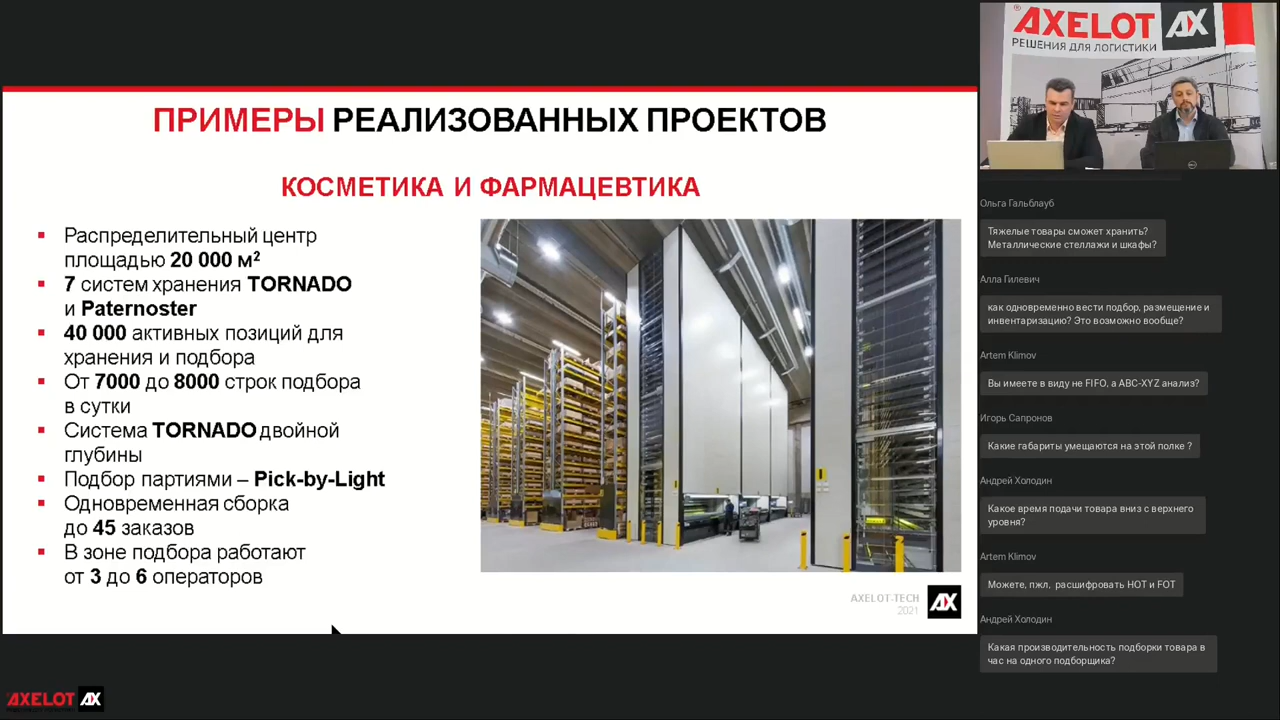 ПРИМЕРЫ РЕАЛИЗОВАННЫХ ПРОЕКТОВ
КОСМЕТИКА И ФАРМАЦЕВТИКА
Распределительный центр
площадью 20 000 м²
7 систем хранения TORNADO
и Paternoster
40 000 активных позиций для
хранения и подбора
От 7000 до 8000 строк подбора
в сутки
Система TORNADO двойной
глубины
Подбор партиями – Pick-by-Light
Одновременная сборка
до 45 заказов
В зоне подбора работают
от 3 до 6 операторов
AXELOT-TECH
2021
AX
AXELOT AX
AXELOT AX
РЕШЕНИЯ ДЛЯ ЛОГИСТИКИ
Ольга Гальблауб
Тяжелые товары сможет хранить?
Металлические стеллажи и шкафы?
Алла Гилевич
как одновременно вести подбор, размещение и
инвентаризацию? Это возможно вообще?
Artem Klimov
Вы имеете в виду не FIFO, а ABC-XYZ анализ?
Игорь Сапронов
Какие габариты умещаются на этой полке ?
Андрей Холодин
Какое время подачи товара вниз с верхнего
уровня?
Artem Klimov
Можете, пжл, расшифровать HOT и FOT
Андрей Холодин
Какая производительность подборки товара в
час на одного подборщика?